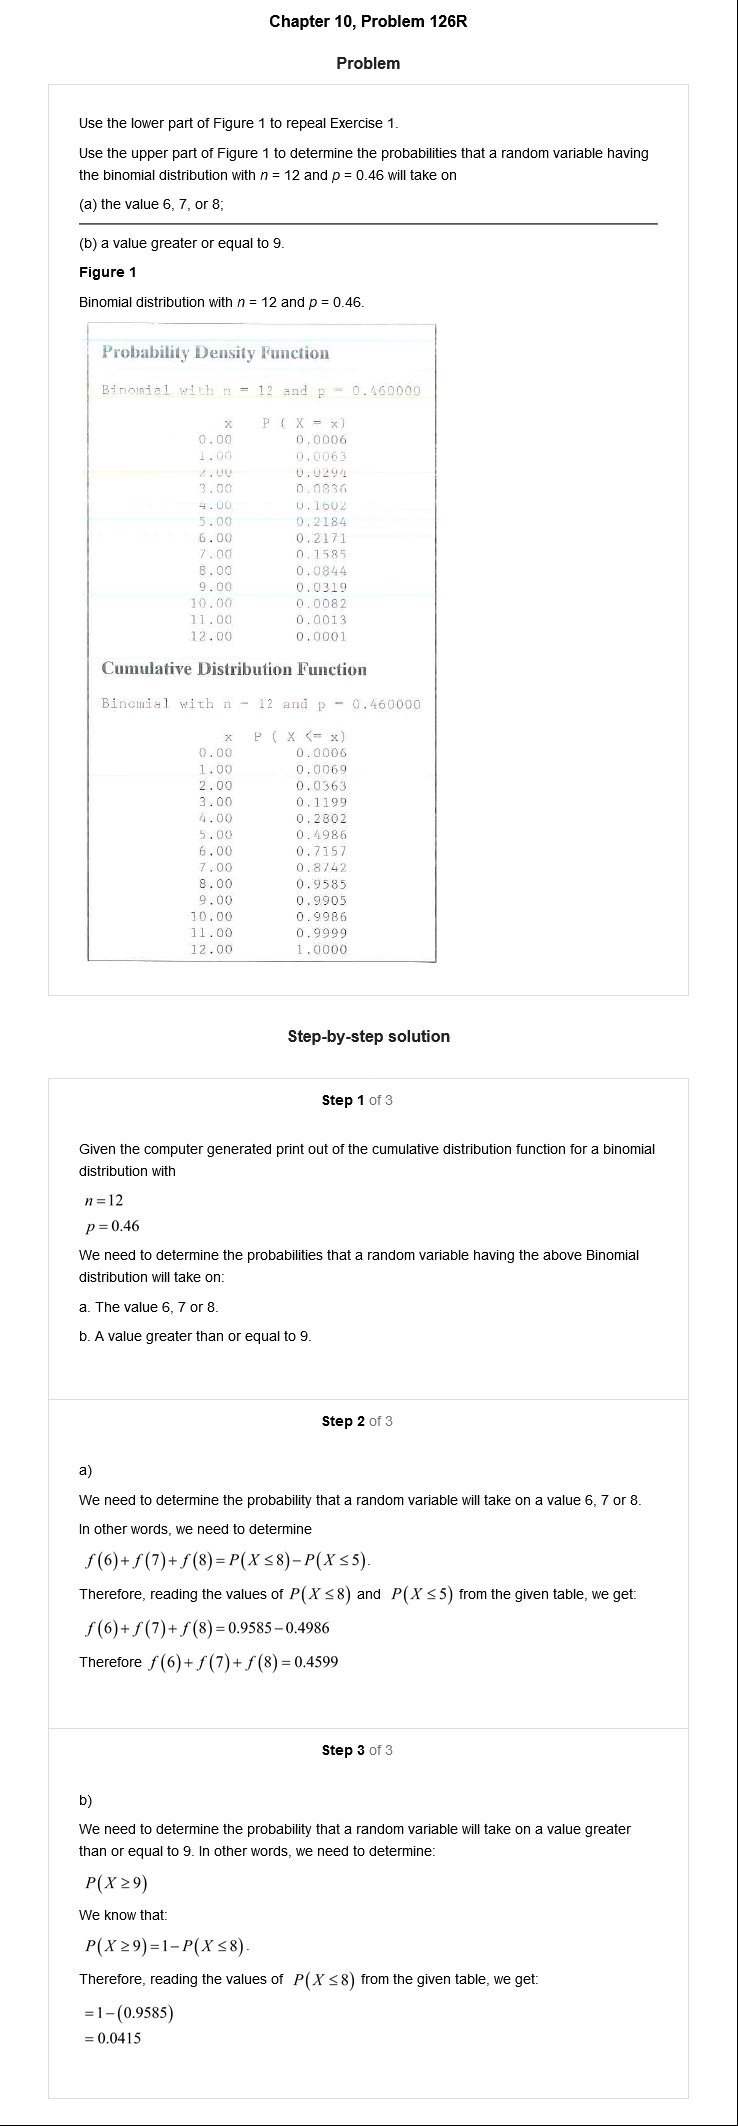 Chapter 10, Problem 126R
Problem
Use the lower part of Figure 1 to repeal Exercise 1.
Use the upper part of Figure 1 to determine the probabilities that a random variable having
the binomial distribution with n = 12 and p = 0.46 will take on
(a) the value 6, 7, or 8;
(b) a value greater or equal to 9.
Figure 1
Binomial distribution with n = 12 and p = 0.46.
Probability Density Function
Binomial with n = 12 and p = 0.460000
x P ( X = x)
0.00 0.0006
1.00 0.0063
2.00 0.0294
3.00 0.0836
4.00 0.1602
5.00 0.2184
6.00 0.2171
7.00 0.1585
8.00 0.0844
9.00 0.0319
10.00 0.0082
11.00 0.0013
12.00 0.0001
Cumulative Distribution Function
Binomial with n = 12 and p = 0.460000
x P ( X <= x)
0.00 0.0006
1.00 0.0069
2.00 0.0363
3.00 0.1199
4.00 0.2802
5.00 0.4986
6.00 0.7157
7.00 0.8742
8.00 0.9585
9.00 0.9905
10.00 0.9986
11.00 0.9999
12.00 1.0000
Step-by-step solution
Step 1 of 3
Given the computer generated print out of the cumulative distribution function for a binomial
distribution with
n = 12
p = 0.46
We need to determine the probabilities that a random variable having the above Binomial
distribution will take on:
a. The value 6, 7 or 8.
b. A value greater than or equal to 9.
Step 2 of 3
a)
We need to determine the probability that a random variable will take on a value 6, 7 or 8.
In other words, we need to determine
f(6)+f(7)+f(8)=P(X≤8)−P(X≤5).
Therefore, reading the values of P(X≤8) and P(X≤5) from the given table, we get:
f(6)+f(7)+f(8)=0.9585−0.4986
Therefore f(6)+f(7)+f(8)=0.4599
Step 3 of 3
b)
We need to determine the probability that a random variable will take on a value greater
than or equal to 9. In other words, we need to determine:
P(X≥9)
We know that:
P(X≥9)=1−P(X≤8).
Therefore, reading the values of P(X≤8) from the given table, we get:
=1−(0.9585)
=0.0415